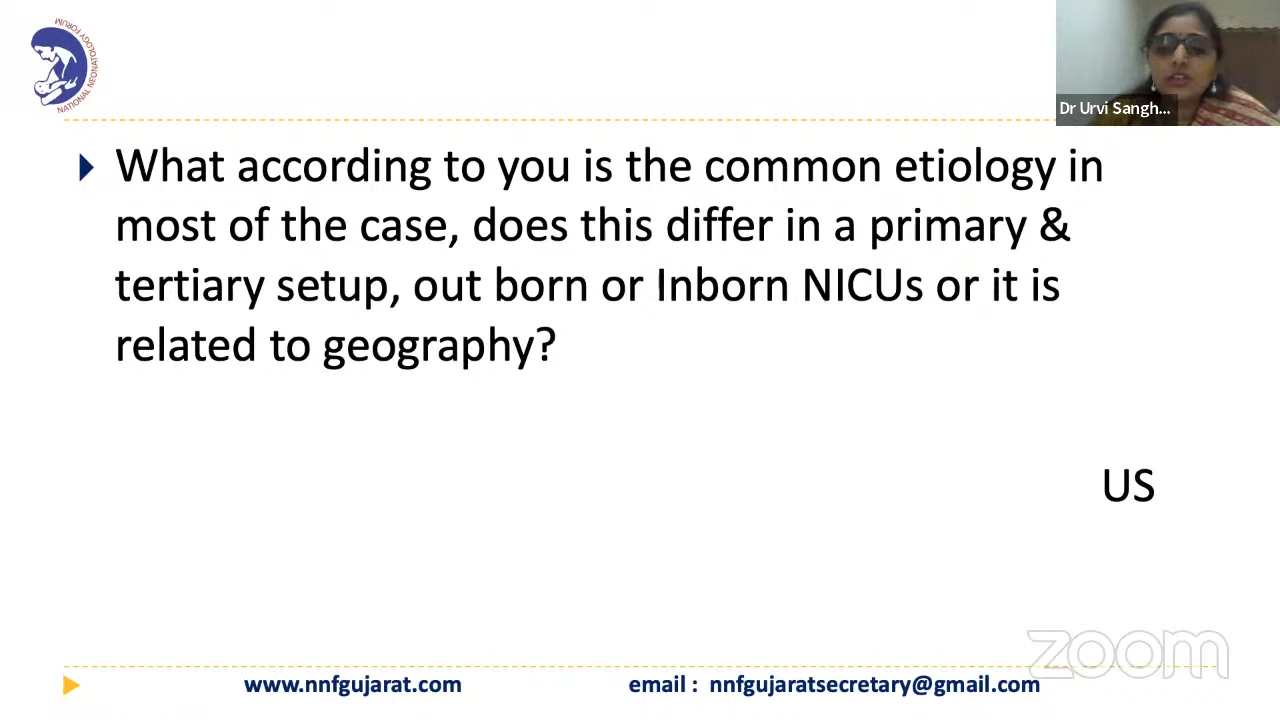 NATIONAL NEONATOLOGY FORUM
Dr Urvi Sangh...
What according to you is the common etiology in
most of the case, does this differ in a primary &
tertiary setup, out born or Inborn NICUs or it is
related to geography?
US
zoom
www.nnfgujarat.com
email : nnfgujaratsecretary@gmail.com